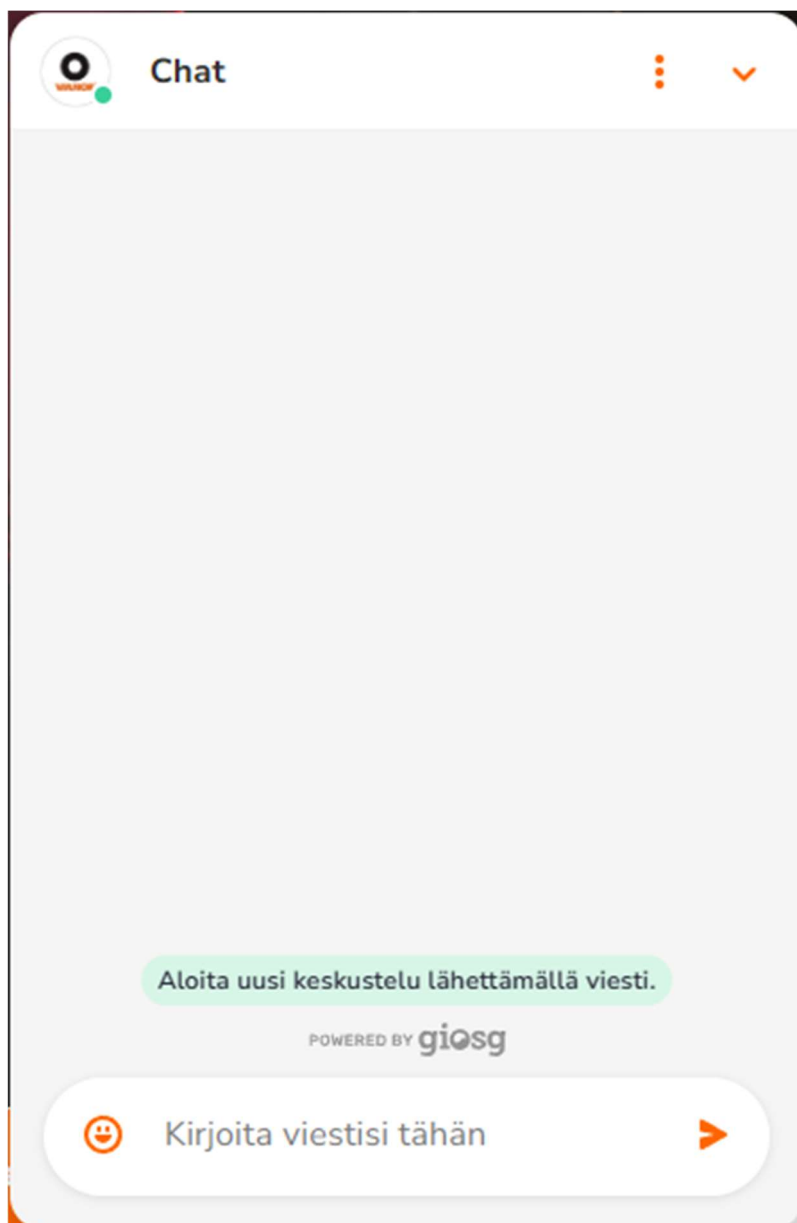 Chat
Aloita uusi keskustelu lähettämällä viesti.
POWERED BY giosg
Kirjoita viestisi tähän